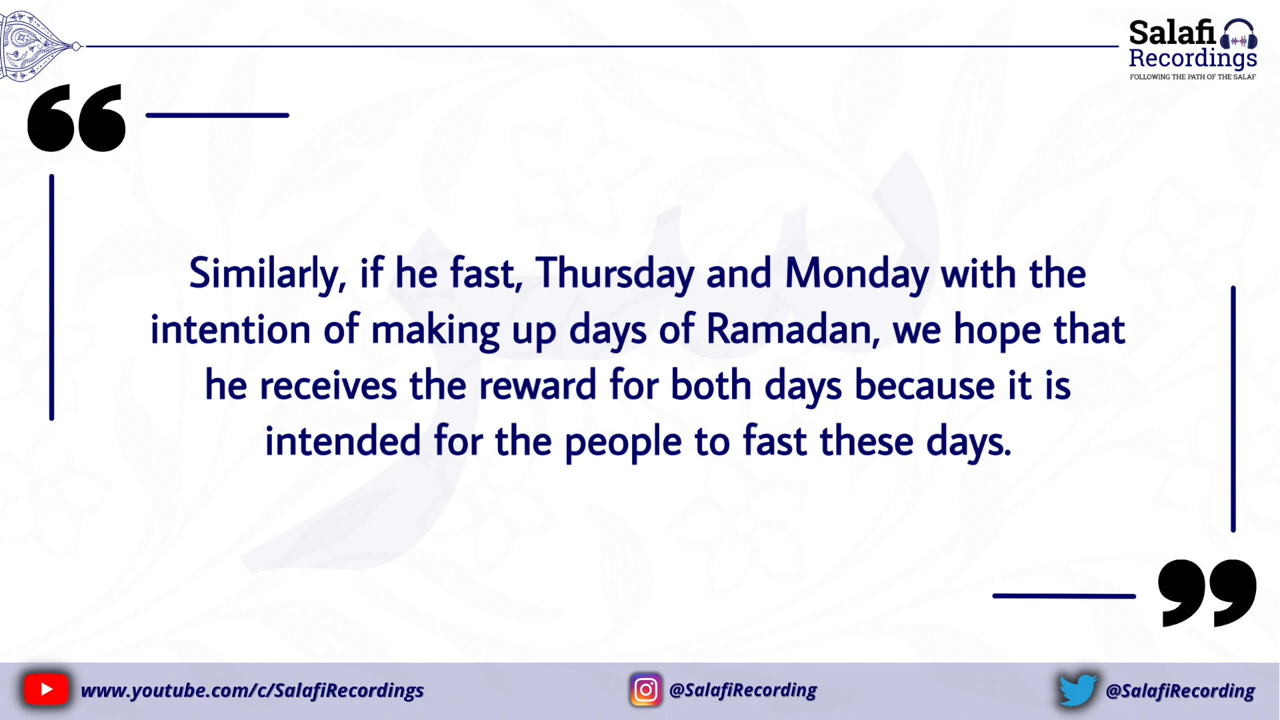 Salafi
Recordings
FOLLOWING THE PATH OF THE SALAF
“
Similarly, if he fast, Thursday and Monday with the
intention of making up days of Ramadan, we hope that
he receives the reward for both days because it is
intended for the people to fast these days.
”
www.youtube.com/c/SalafiRecordings
@SalafiRecording
@SalafiRecording